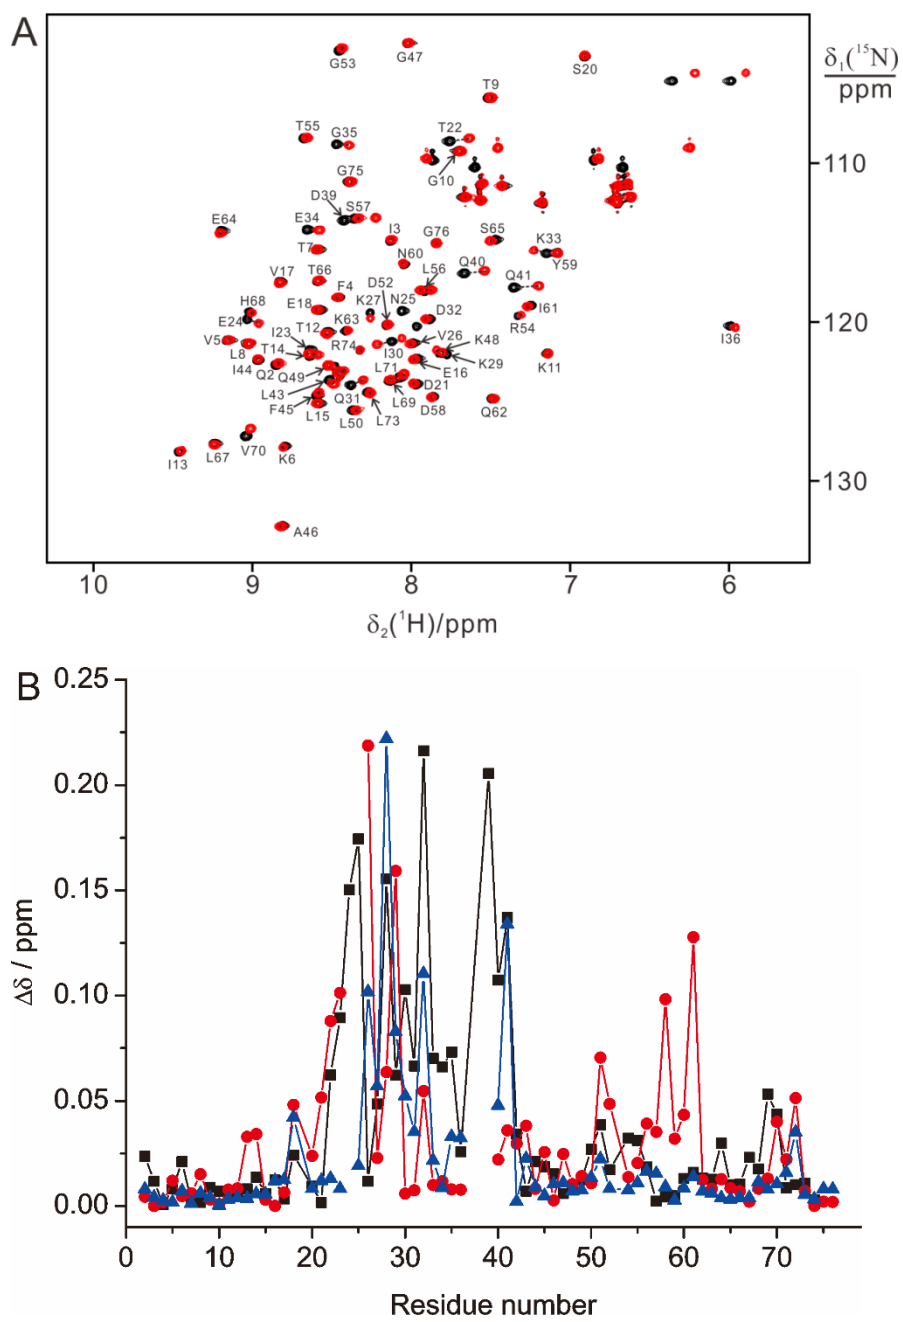 A
G53
G47
S20
δ₁(¹⁵N)
ppm
T9
T55
G35
T22
G10
110
G75
D39
S57
E64
E34
I3
G76
S65
K33
T7
N60
Q40
Y59
V17
T66
F4
D52
L56
Q41
H68
E18
K27
N25
D32
I61
E24
K63
R54
I36
V5
I23
T12
V26
K48
L8
T14
R74
I30
K29
K11
I44
Q2
Q49
L71
E16
L43
Q31
L69
D21
F45
L15
L50
L73
D58
Q62
I13
L67
V70
K6
130
A46
10 9 8 7 6
δ₂(¹H)/ppm
B
0.25
0.20
0.15
0.10
0.05
0.00
Δδ / ppm
0 10 20 30 40 50 60 70
Residue number